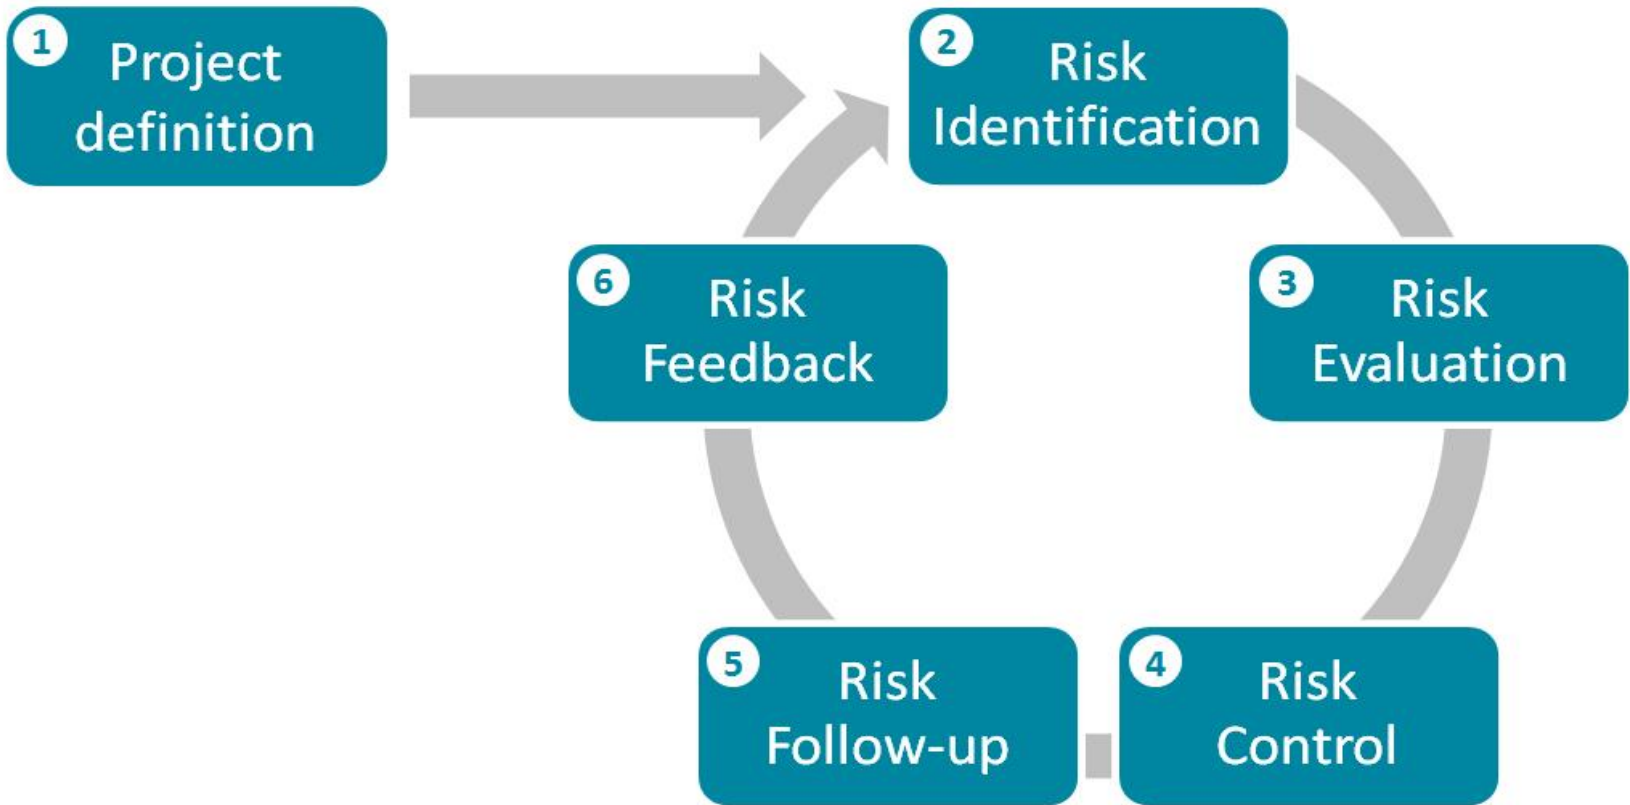 1
Project
definition
2
Risk
Identification
3
Risk
Evaluation
4
Risk
Control
5
Risk
Follow-up
6
Risk
Feedback